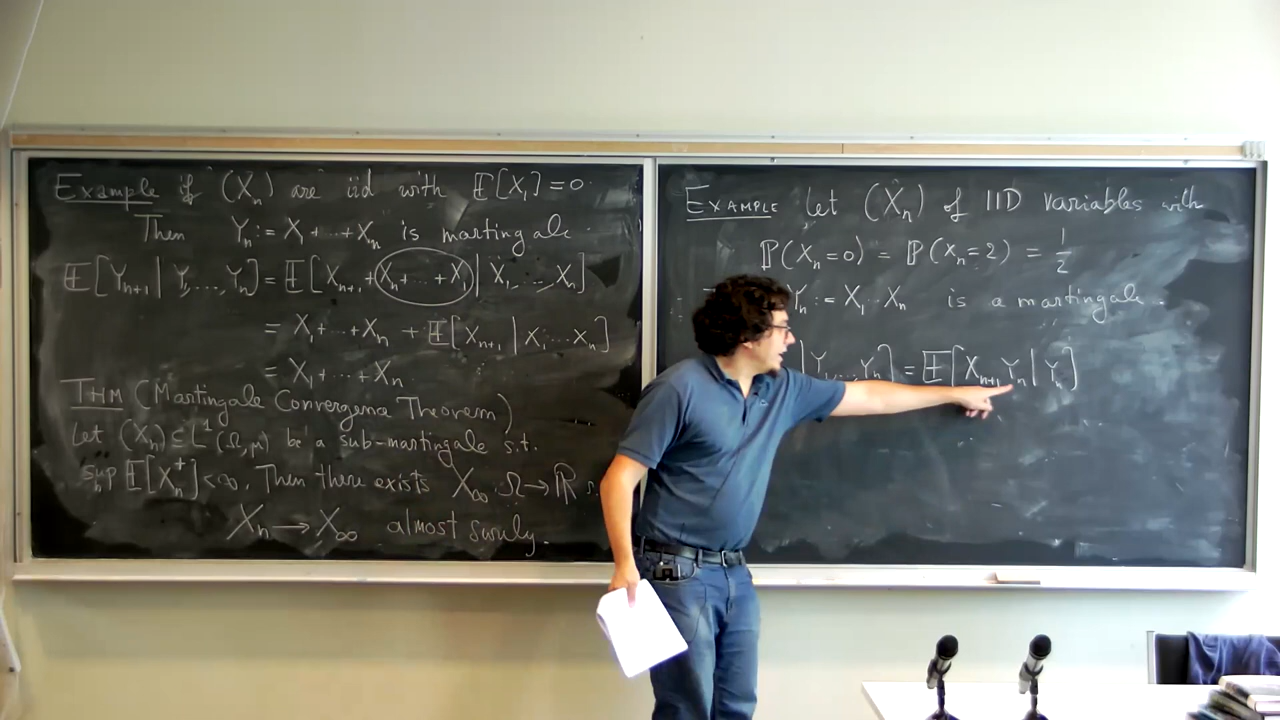 Example if (Xₙ) are iid with 𝔼[X₁]=0.
Then Yₙ := X₁+…+Xₙ is martingale.
𝔼[Yₙ₊₁ | Y₁,…,Yₙ] = 𝔼[Xₙ₊₁+Xₙ+…+X₁ | X₁,…,Xₙ]
= X₁+…+Xₙ + 𝔼[Xₙ₊₁ | X₁…Xₙ]
= X₁+…+Xₙ
THM (Martingale Convergence Theorem)
Let (Xₙ) ⊆ L¹(Ω,μ) be a sub-martingale s.t.
supₙ 𝔼[Xₙ⁺] < ∞. Then there exists X∞: Ω→ℝ s.
Xₙ → X∞ almost surely.
EXAMPLE let (Xₙ) of IID variables with
ℙ(Xₙ=0) = ℙ(Xₙ=2) = 1/2
Yₙ := X₁…Xₙ is a martingale.
| Y₁,…,Yₙ] = 𝔼[Xₙ₊₁ Yₙ | Yₙ]